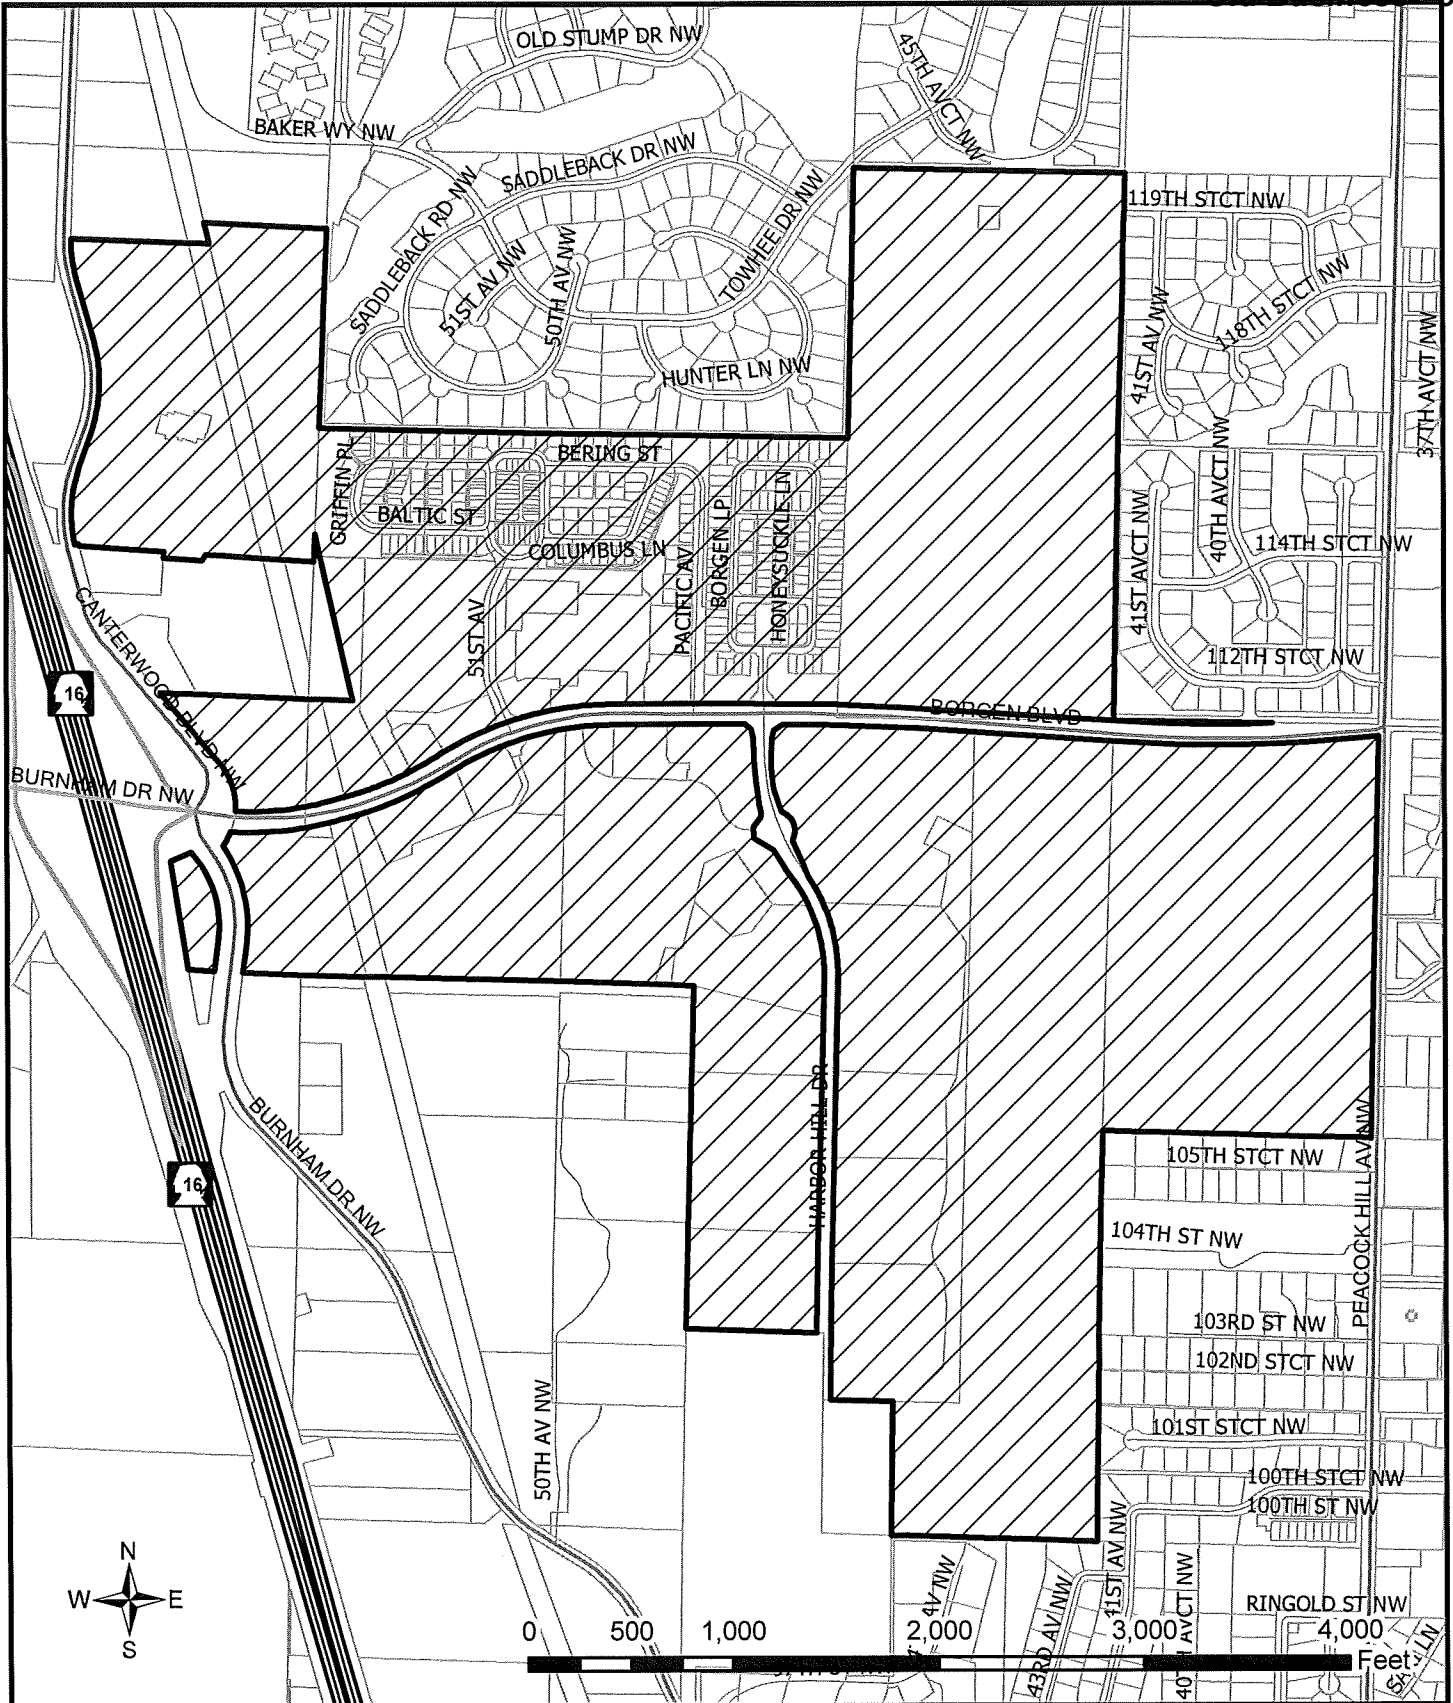 OLD STUMP DR NW
45TH AVCT NW
BAKER WY NW
SADDLEBACK DR NW
SADDLEBACK RD NW
119TH STCT NW
51ST AV NW
50TH AV NW
TOWHEE DR NW
118TH STCT NW
41ST AV NW
37TH AVCT NW
HUNTER LN NW
GRIFFIN PL
BERING ST
BALTIC ST
COLUMBUS LN
PACIFIC AV
BORGEN LP
HONEYSUCKLE LN
40TH AVCT NW
41ST AVCT NW
114TH STCT NW
51ST AV
112TH STCT NW
CANTERWOOD BLVD NW
16
BORGEN BLVD
BURNHAM DR NW
HARBOR HILL DR
BURNHAM DR NW
16
105TH STCT NW
104TH ST NW
PEACOCK HILL AV NW
103RD ST NW
102ND STCT NW
50TH AV NW
101ST STCT NW
100TH STCT NW
100TH ST NW
41ST AV NW
AV NW
43RD AV NW
40TH AVCT NW
RINGOLD ST NW
LN
N
W E
S
0 500 1,000 2,000 3,000 4,000
Feet